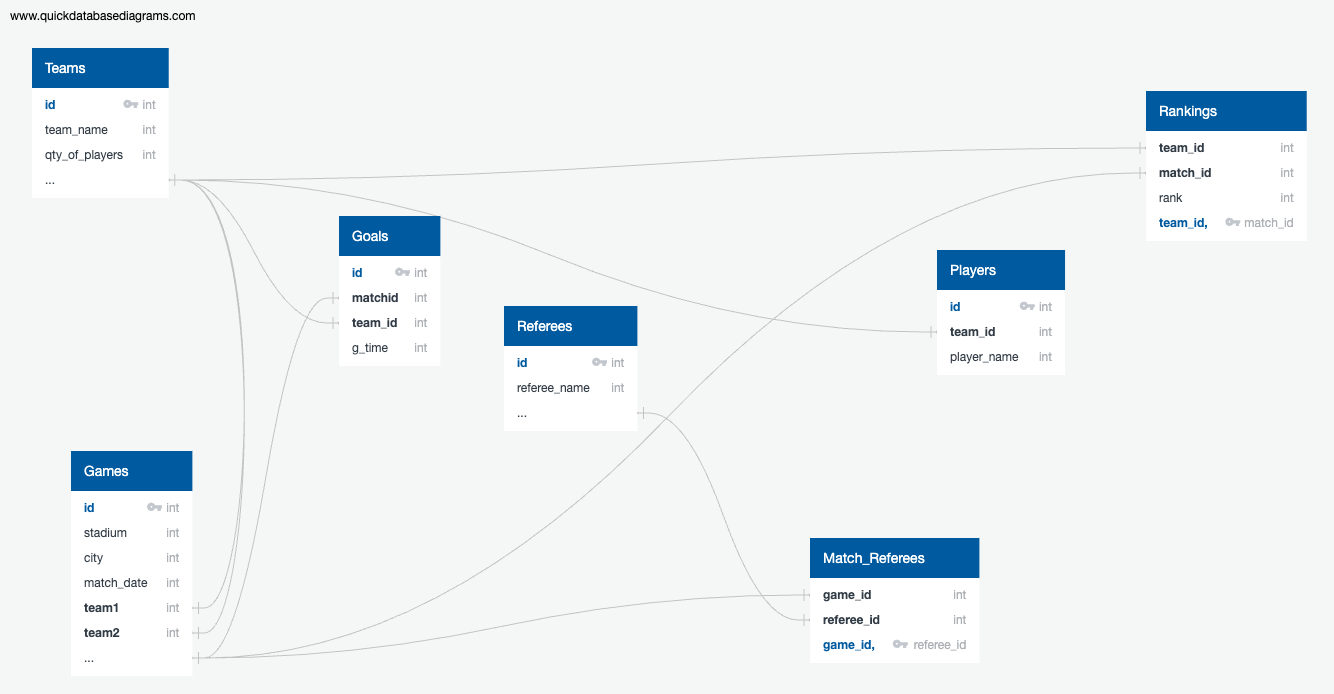 www.quickdatabasediagrams.com
Teams
id int
team_name int
qty_of_players int
...
Rankings
team_id int
match_id int
rank int
team_id, match_id
Goals
id int
matchid int
team_id int
g_time int
Players
id int
team_id int
player_name int
Referees
id int
referee_name int
...
Games
id int
stadium int
city int
match_date int
team1 int
team2 int
...
Match_Referees
game_id int
referee_id int
game_id, referee_id